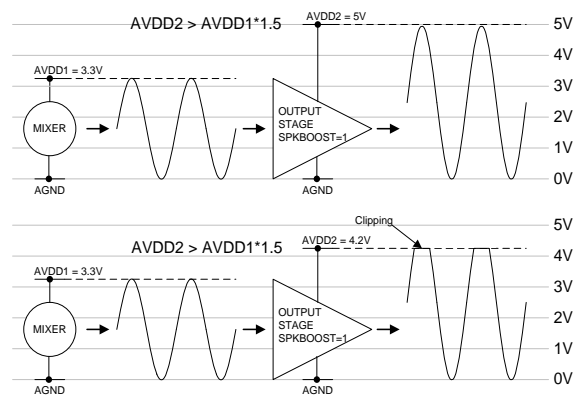 AVDD2 > AVDD1*1.5
AVDD2 = 5V
5V
4V
AVDD1 = 3.3V
3V
MIXER
OUTPUT
STAGE
SPKBOOST=1
2V
1V
0V
AGND
AGND
5V
Clipping
AVDD2 > AVDD1*1.5
AVDD2 = 4.2V
4V
AVDD1 = 3.3V
3V
MIXER
OUTPUT
STAGE
SPKBOOST=1
2V
1V
0V
AGND
AGND